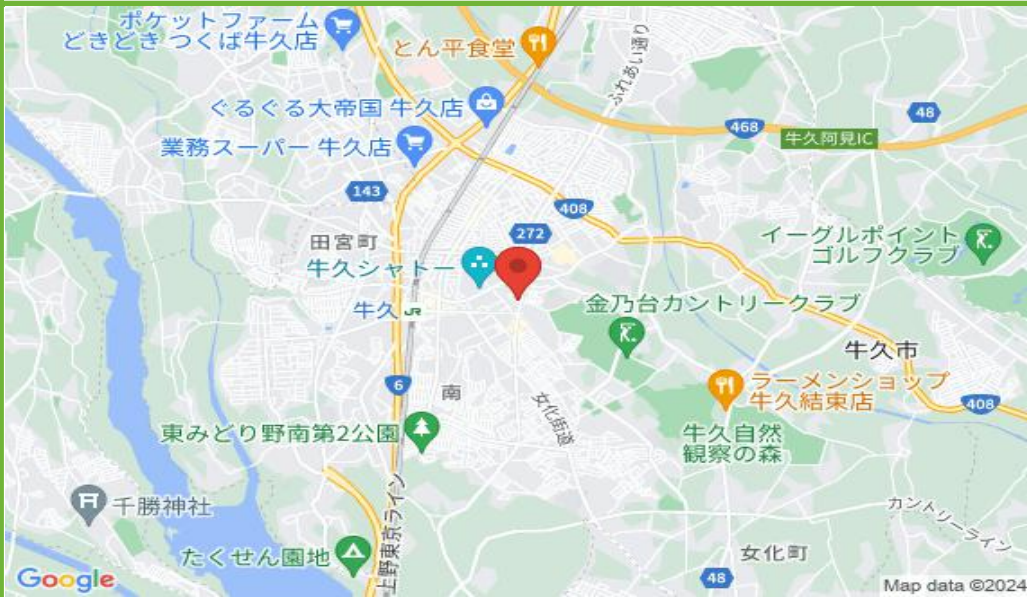 ポケットファーム
どきどき つくば牛久店
とん平食堂
ふれあい通り
ぐるぐる大帝国 牛久店
業務スーパー 牛久店
468
48
牛久阿見IC
143
408
272
田宮町
牛久シャトー
イーグルポイント
ゴルフクラブ
牛久
JR
金乃台カントリークラブ
牛久市
6
南
ラーメンショップ
牛久結束店
408
女化街道
東みどり野南第2公園
牛久自然
観察の森
千勝神社
カントリーライン
上野東京ライン
たくせん園地
女化町
48
Google
Map data ©2024